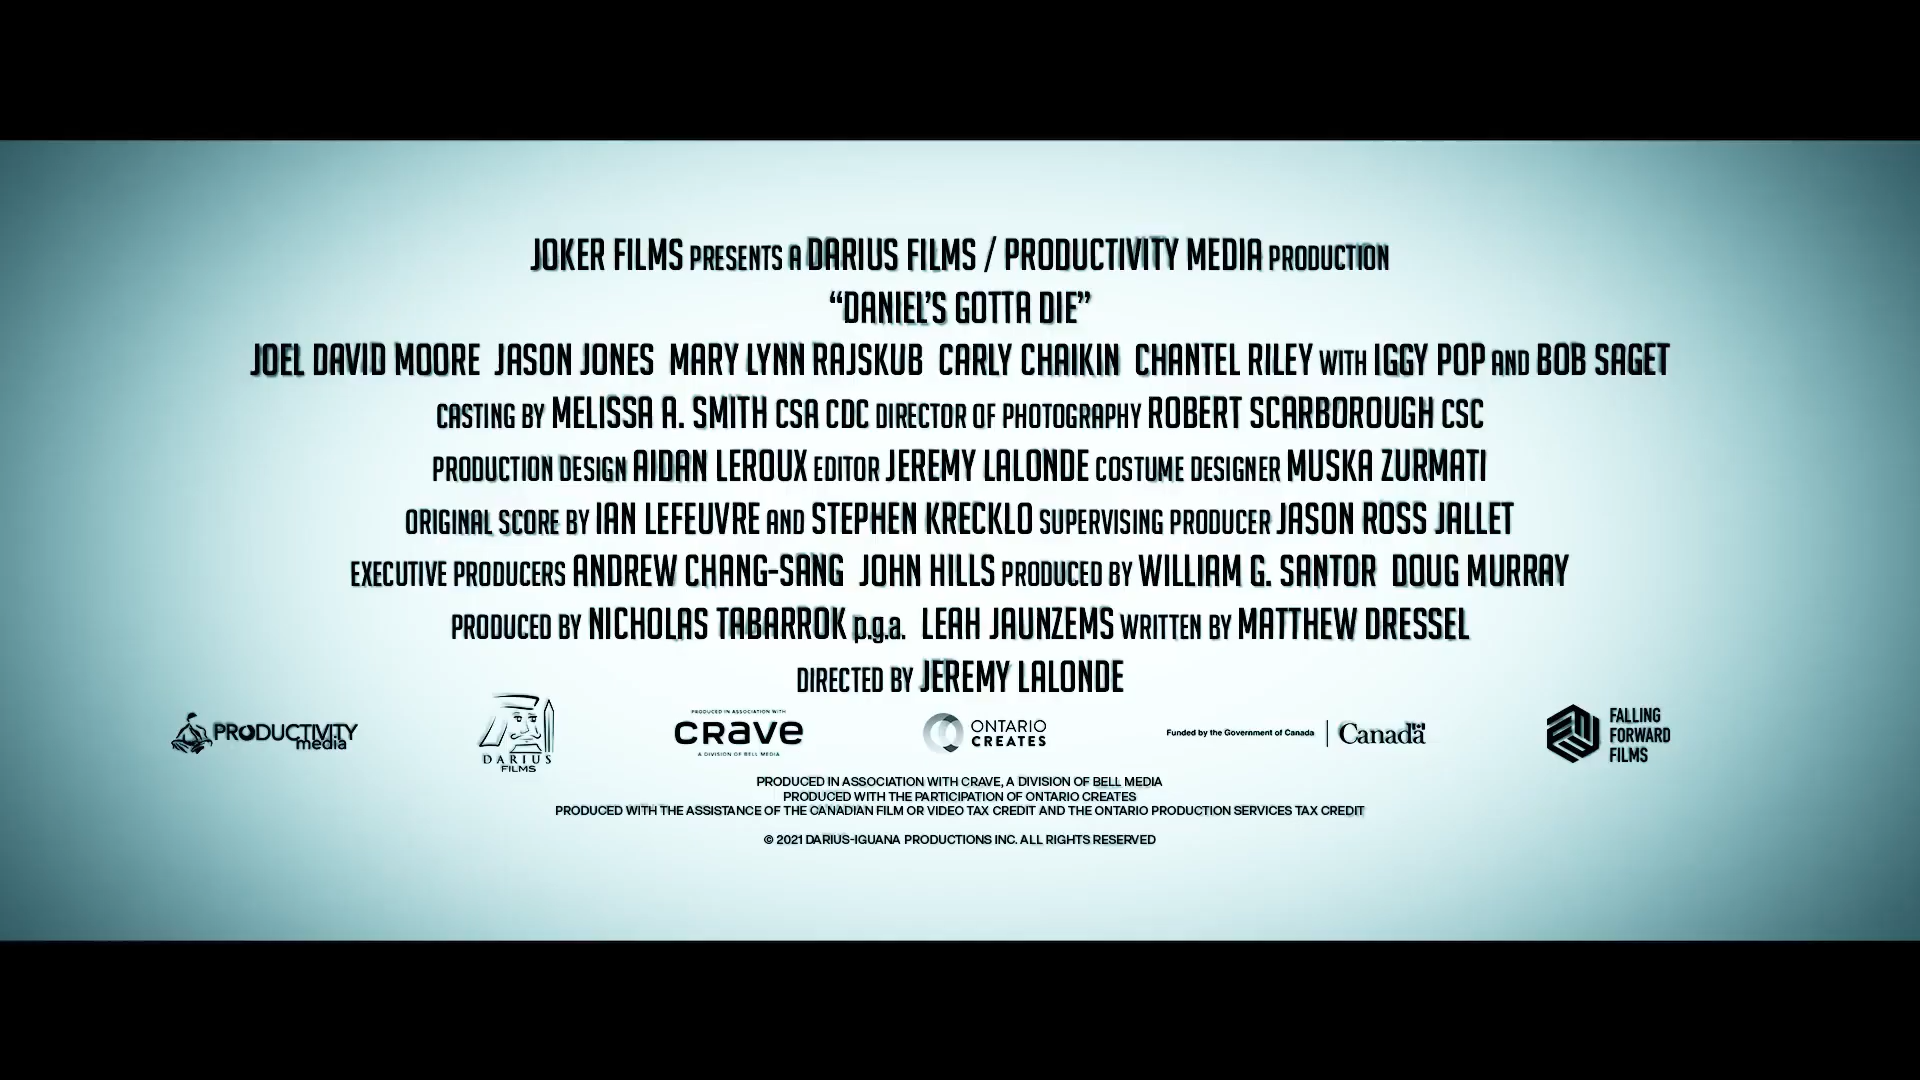 JOKER FILMS PRESENTS A DARIUS FILMS / PRODUCTIVITY MEDIA PRODUCTION
“DANIEL’S GOTTA DIE”
JOEL DAVID MOORE JASON JONES MARY LYNN RAJSKUB CARLY CHAIKIN CHANTEL RILEY WITH IGGY POP AND BOB SAGET
CASTING BY MELISSA A. SMITH CSA CDC DIRECTOR OF PHOTOGRAPHY ROBERT SCARBOROUGH CSC
PRODUCTION DESIGN AIDAN LEROUX EDITOR JEREMY LALONDE COSTUME DESIGNER MUSKA ZURMATI
ORIGINAL SCORE BY IAN LEFEUVRE AND STEPHEN KRECKLO SUPERVISING PRODUCER JASON ROSS JALLET
EXECUTIVE PRODUCERS ANDREW CHANG-SANG JOHN HILLS PRODUCED BY WILLIAM G. SANTOR DOUG MURRAY
PRODUCED BY NICHOLAS TABARROK p.g.a. LEAH JAUNZEMS WRITTEN BY MATTHEW DRESSEL
DIRECTED BY JEREMY LALONDE
PRODUCTIVITY
media
DARIUS
FILMS
PRODUCED IN ASSOCIATION WITH
crave
A DIVISION OF BELL MEDIA
ONTARIO
CREATES
Funded by the Government of Canada
Canada
FALLING
FORWARD
FILMS
PRODUCED IN ASSOCIATION WITH CRAVE, A DIVISION OF BELL MEDIA
PRODUCED WITH THE PARTICIPATION OF ONTARIO CREATES
PRODUCED WITH THE ASSISTANCE OF THE CANADIAN FILM OR VIDEO TAX CREDIT AND THE ONTARIO PRODUCTION SERVICES TAX CREDIT
© 2021 DARIUS-IGUANA PRODUCTIONS INC. ALL RIGHTS RESERVED